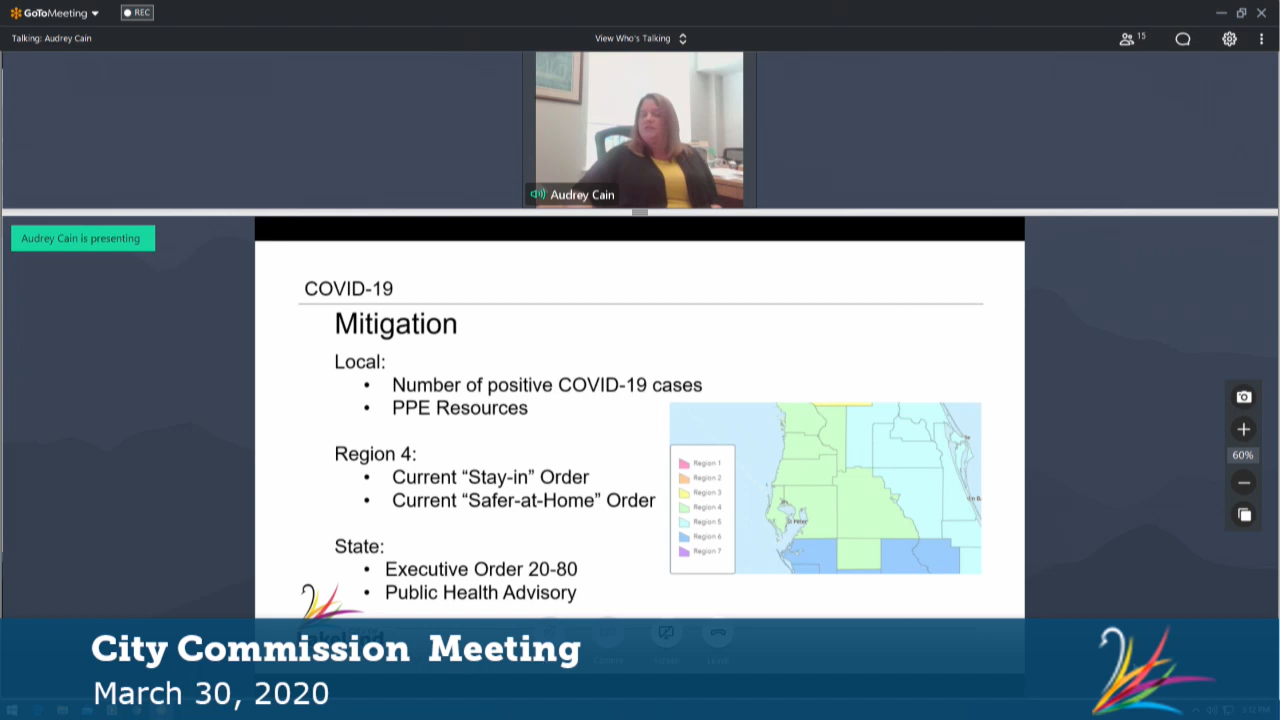 GoToMeeting
REC
Talking: Audrey Cain
View Who's Talking
15
Audrey Cain
Audrey Cain is presenting
COVID-19
Mitigation
Local:
• Number of positive COVID-19 cases
• PPE Resources
Region 4:
• Current “Stay-in” Order
• Current “Safer-at-Home” Order
State:
• Executive Order 20-80
• Public Health Advisory
Region 1
Region 2
Region 3
Region 4
Region 5
Region 6
Region 7
60%
City Commission Meeting
March 30, 2020